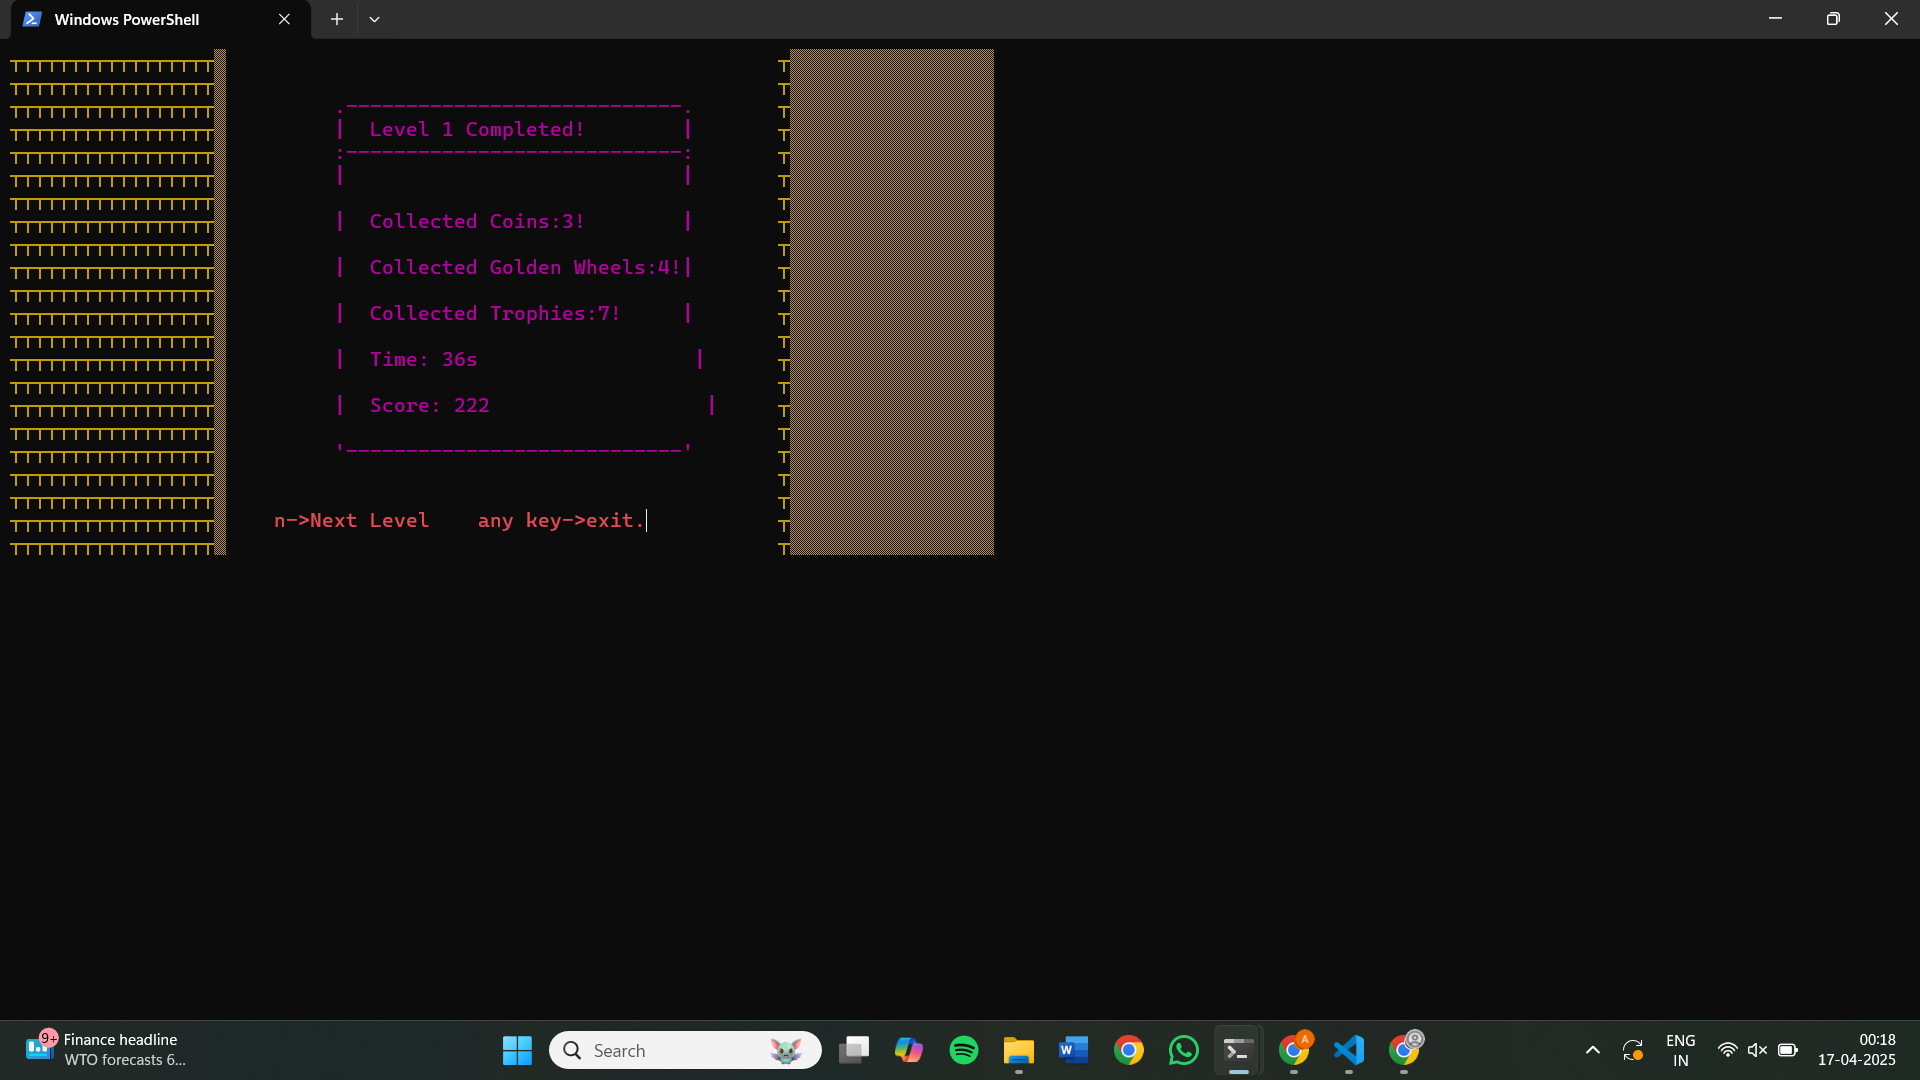 Windows PowerShell
TTTTTTTTTTTTTTTTT T
TTTTTTTTTTTTTTTTT T
TTTTTTTTTTTTTTTTT .----------------------------. T
TTTTTTTTTTTTTTTTT | Level 1 Completed! | T
TTTTTTTTTTTTTTTTT :----------------------------: T
TTTTTTTTTTTTTTTTT | | T
TTTTTTTTTTTTTTTTT T
TTTTTTTTTTTTTTTTT | Collected Coins:3! | T
TTTTTTTTTTTTTTTTT T
TTTTTTTTTTTTTTTTT | Collected Golden Wheels:4!| T
TTTTTTTTTTTTTTTTT T
TTTTTTTTTTTTTTTTT | Collected Trophies:7! | T
TTTTTTTTTTTTTTTTT T
TTTTTTTTTTTTTTTTT | Time: 36s | T
TTTTTTTTTTTTTTTTT T
TTTTTTTTTTTTTTTTT | Score: 222 | T
TTTTTTTTTTTTTTTTT T
TTTTTTTTTTTTTTTTT '----------------------------' T
TTTTTTTTTTTTTTTTT T
TTTTTTTTTTTTTTTTT T
TTTTTTTTTTTTTTTTT n->Next Level any key->exit. T
TTTTTTTTTTTTTTTTT T
9+
Finance headline
WTO forecasts 6...
Search
W
A
ENG
IN
00:18
17-04-2025